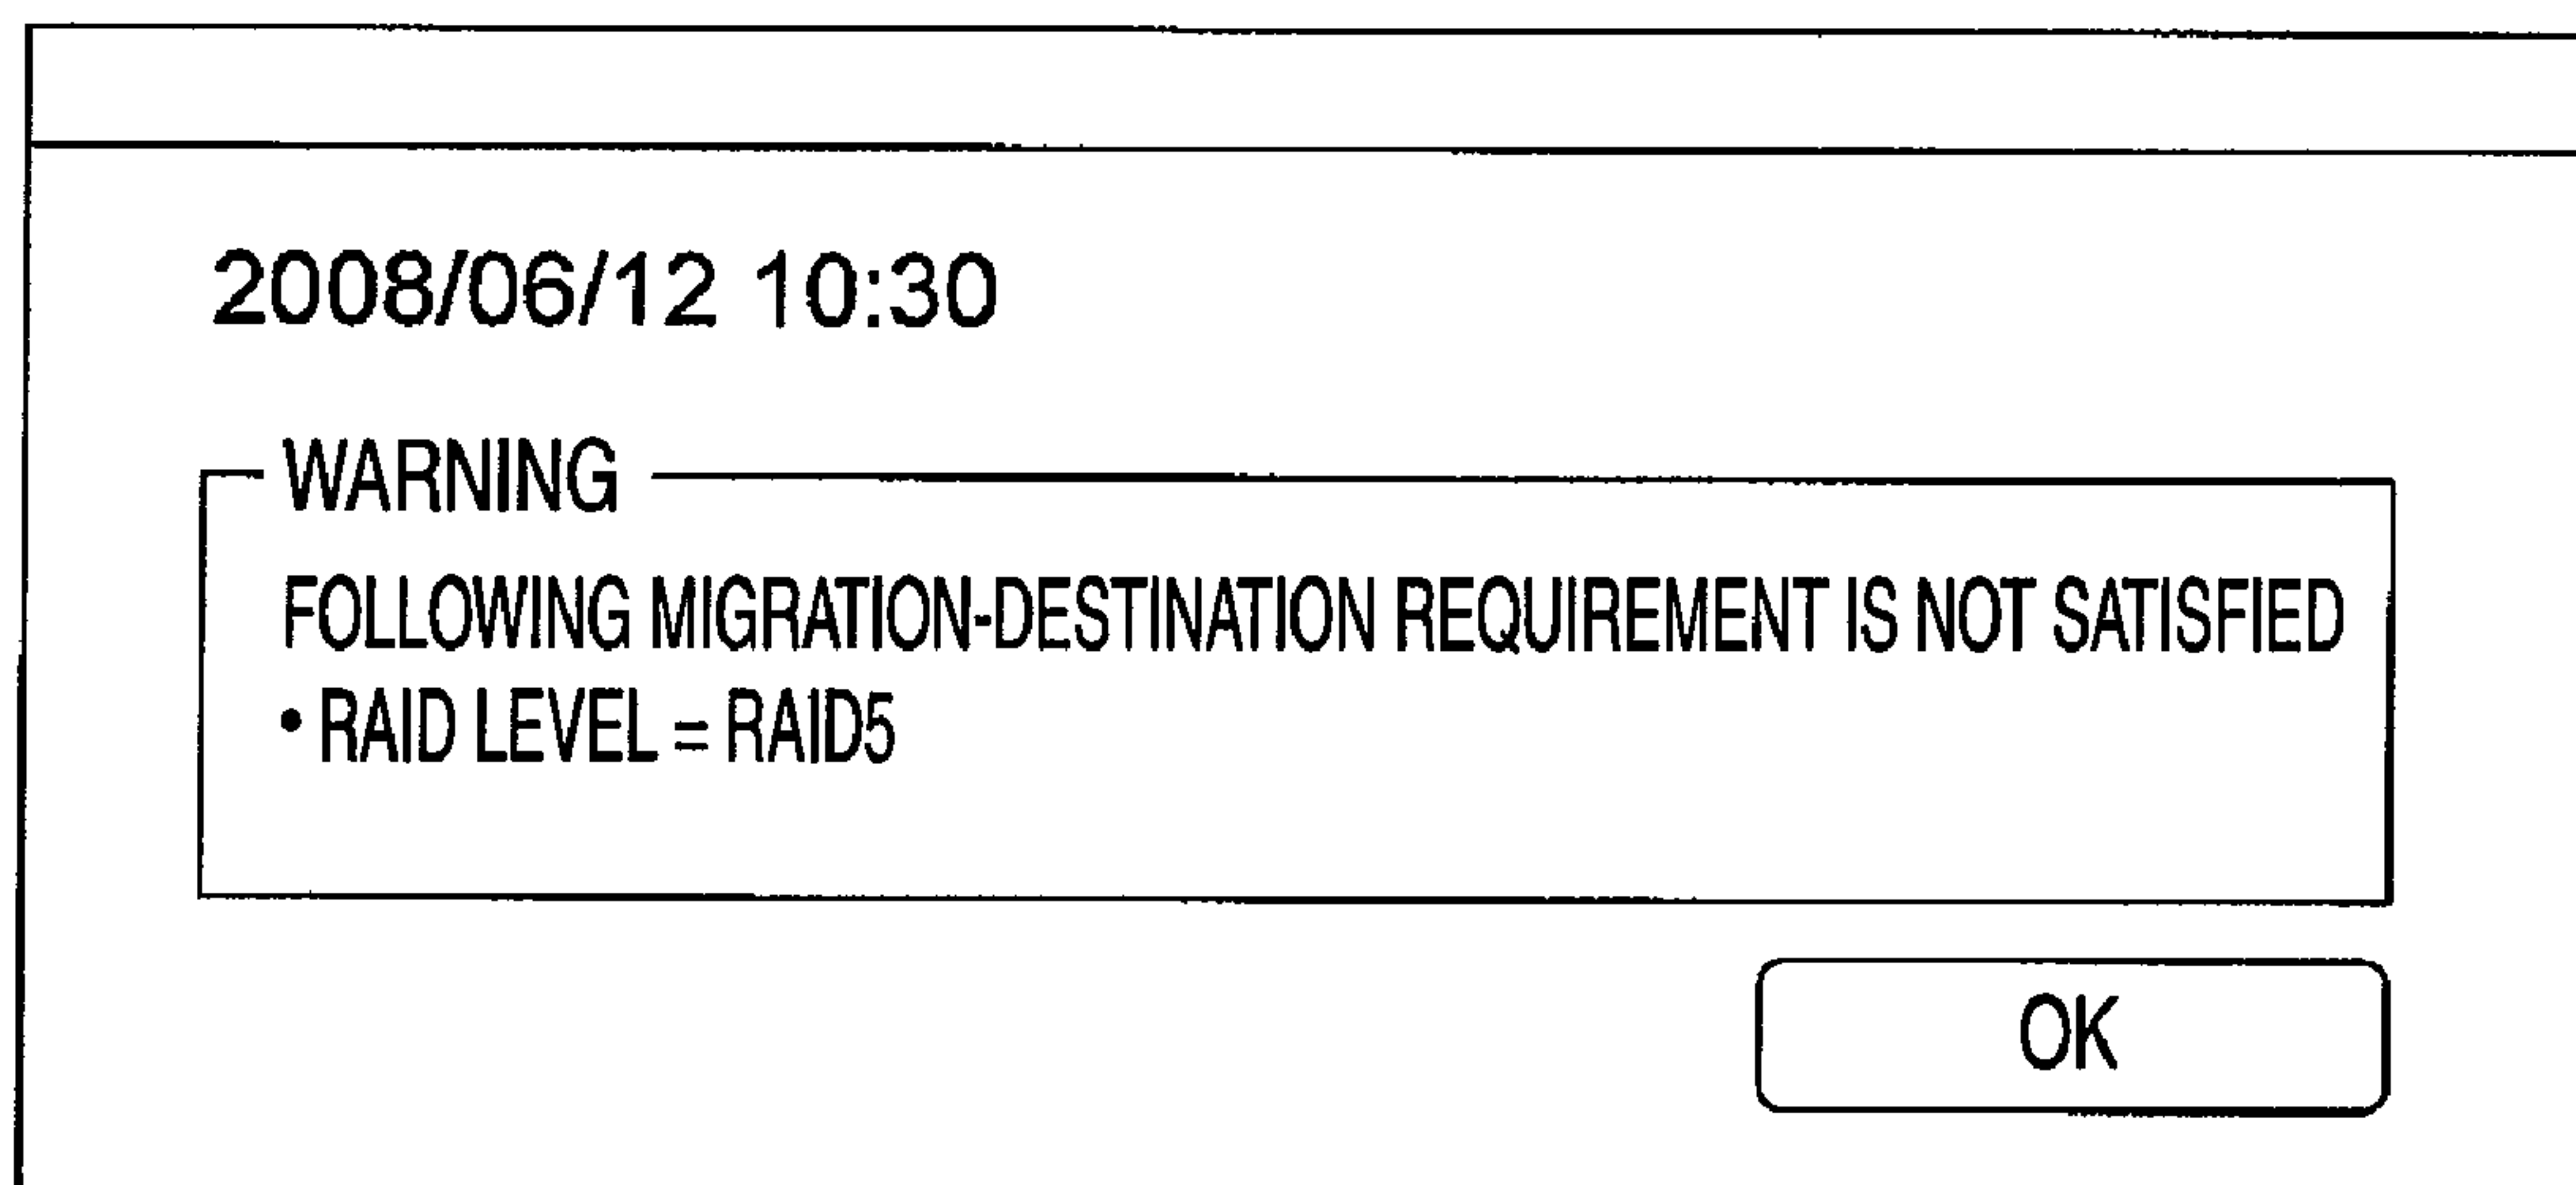 2008/06/12 10:30
WARNING
FOLLOWING MIGRATION-DESTINATION REQUIREMENT IS NOT SATISFIED
• RAID LEVEL = RAID5
OK